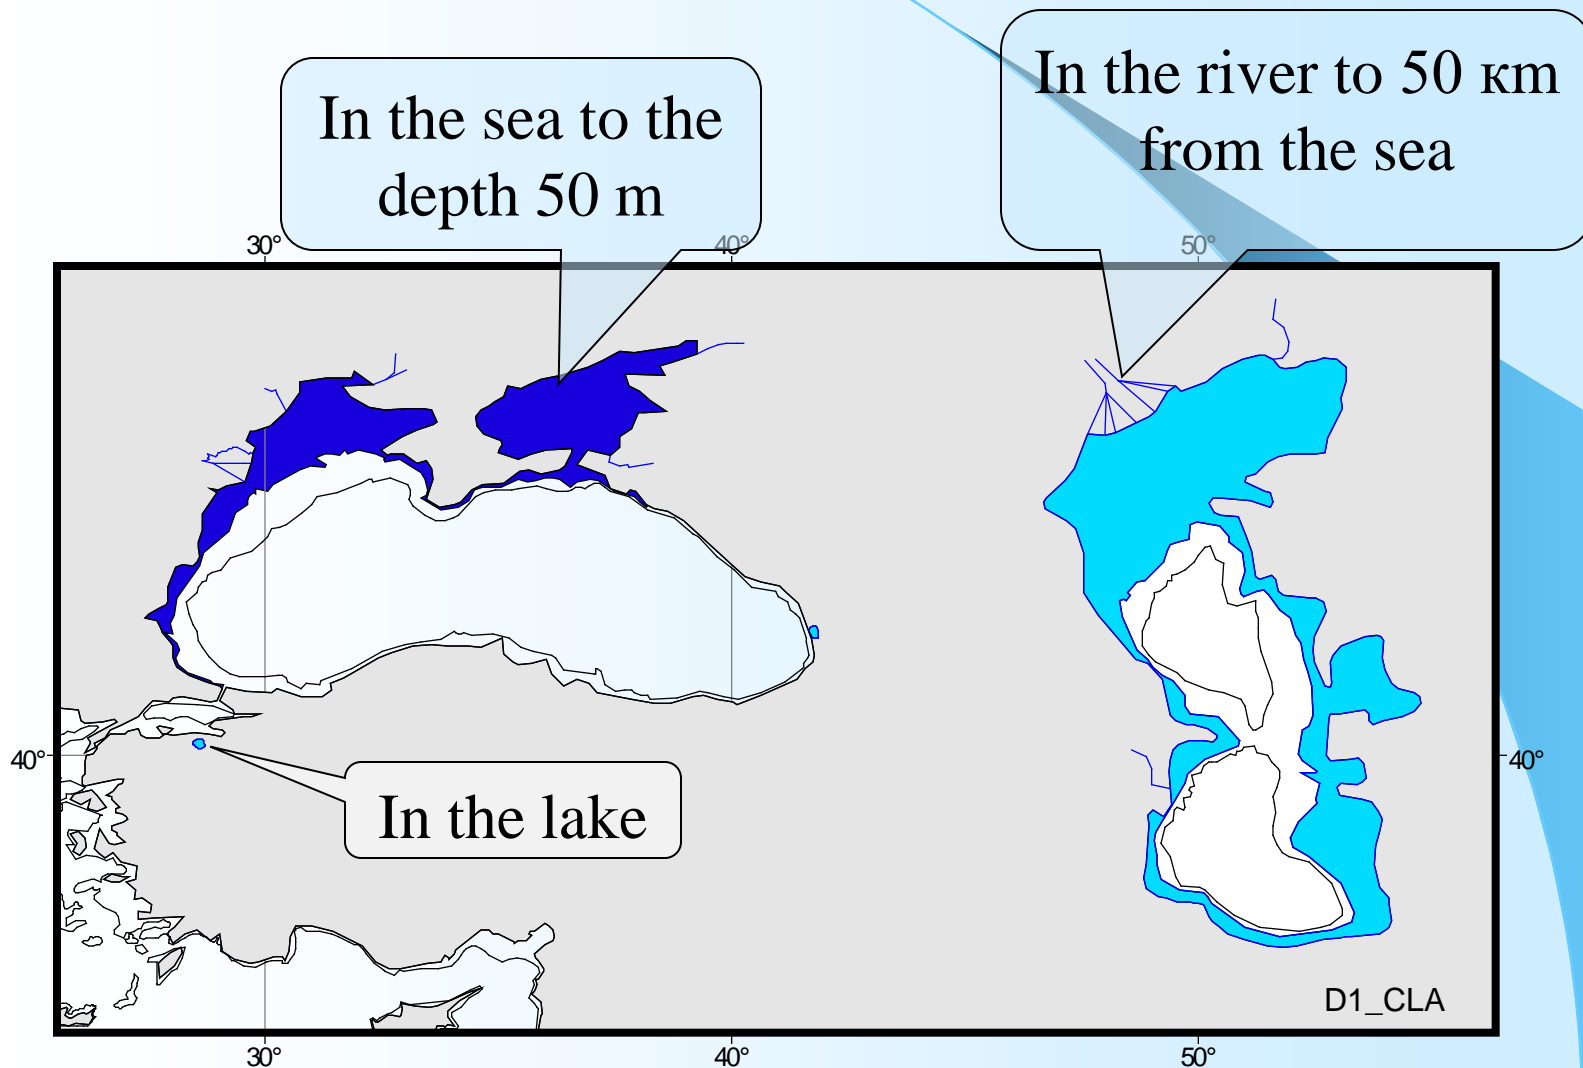 In the sea to the
depth 50 m
In the river to 50 кm
from the sea
30°
40°
50°
40°
40°
In the lake
D1_CLA
30°
40°
50°